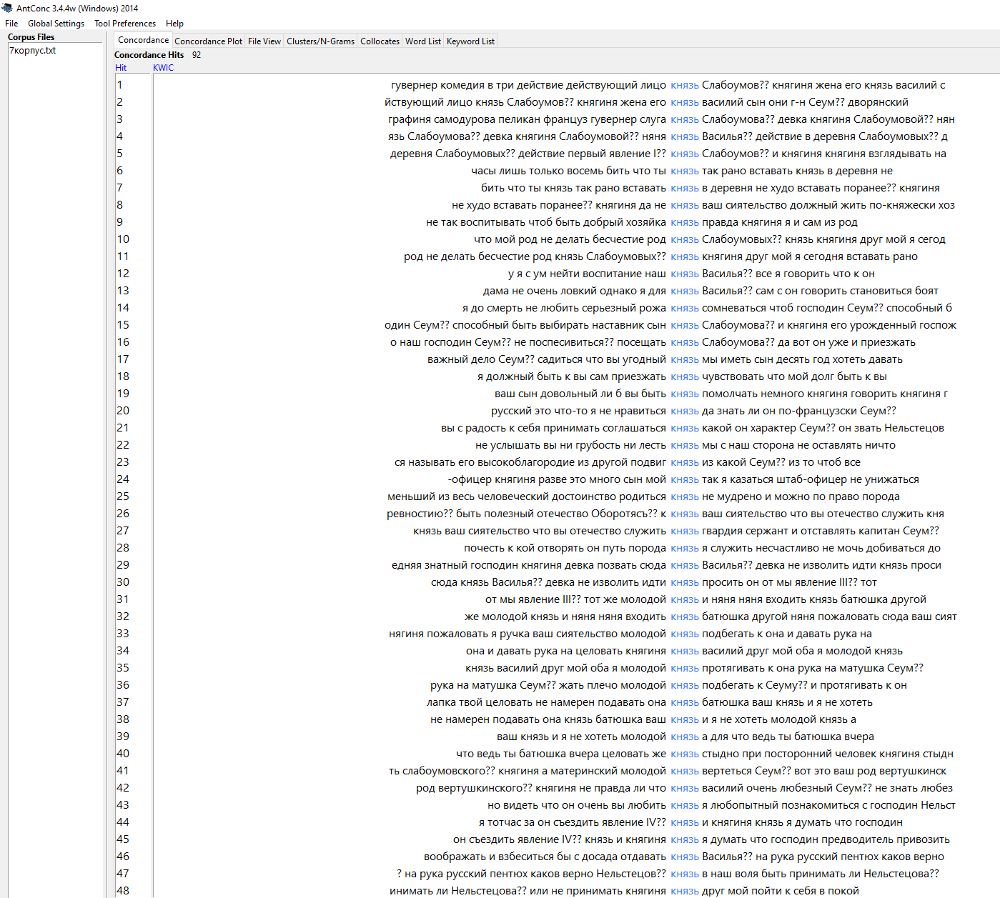 AntConc 3.4.4w (Windows) 2014
File Global Settings Tool Preferences Help
Corpus Files
7корпус.txt
Concordance Concordance Plot File View Clusters/N-Grams Collocates Word List Keyword List
Concordance Hits 92
Hit KWIC
1 гувернер комедия в три действие действующий лицо князь Слабоумов?? княгиня жена его князь василий с
2 йствующий лицо князь Слабоумов?? княгиня жена его князь василий сын они г-н Сеум?? дворянский
3 графиня самодурова пеликан француз гувернер слуга князь Слабоумова?? девка княгиня Слабоумовой?? нян
4 язь Слабоумова?? девка княгиня Слабоумовой?? няня князь Василья?? действие в деревня Слабоумовых?? д
5 деревня Слабоумовых?? действие первый явление I?? князь Слабоумов?? и княгиня княгиня взглядывать на
6 часы лишь только восемь бить что ты князь так рано вставать князь в деревня не
7 бить что ты князь так рано вставать князь в деревня не худо вставать поранее?? княгиня
8 не худо вставать поранее?? княгиня да не князь ваш сиятельство должный жить по-княжески хоз
9 не так воспитывать чтоб быть добрый хозяйка князь правда княгиня я и сам из род
10 что мой род не делать бесчестие род князь Слабоумовых?? князь княгиня друг мой я сегод
11 род не делать бесчестие род князь Слабоумовых?? князь княгиня друг мой я сегодня вставать рано
12 у я с ум нейти воспитание наш князь Василья?? все я говорить что к он
13 дама не очень ловкий однако я для князь Василья?? сам с он говорить становиться боят
14 я до смерть не любить серьезный рожа князь сомневаться чтоб господин Сеум?? способный б
15 один Сеум?? способный быть выбирать наставник сын князь Слабоумова?? и княгиня его урожденный госпож
16 о наш господин Сеум?? не поспесивиться?? посещать князь Слабоумова?? да вот он уже и приезжать
17 важный дело Сеум?? садиться что вы угодный князь мы иметь сын десять год хотеть давать
18 я должный быть к вы сам приезжать князь чувствовать что мой долг быть к вы
19 ваш сын довольный ли б вы быть князь помолчать немного княгиня говорить княгиня г
20 русский это что-то я не нравиться князь да знать ли он по-французски Сеум??
21 вы с радость к себя принимать соглашаться князь какой он характер Сеум?? он звать Нельстецов
22 не услышать вы ни грубость ни лесть князь мы с наш сторона не оставлять ничто
23 ся называть его высокоблагородие из другой подвиг князь из какой Сеум?? из то чтоб все
24 -офицер княгиня разве это много сын мой князь так я казаться штаб-офицер не унижаться
25 меньший из весь человеческий достоинство родиться князь не мудрено и можно по право порода
26 ревностию?? быть полезный отечество Оборотясъ?? к князь ваш сиятельство что вы отечество служить кня
27 князь ваш сиятельство что вы отечество служить князь гвардия сержант и отставлять капитан Сеум??
28 почесть к кой отворять он путь порода князь я служить несчастливо не мочь добиваться до
29 едняя знатный господин княгиня девка позвать сюда князь Василья?? девка не изволить идти князь проси
30 сюда князь Василья?? девка не изволить идти князь просить он от мы явление III?? тот
31 от мы явление III?? тот же молодой князь и няня няня входить князь батюшка другой
32 же молодой князь и няня няня входить князь батюшка другой няня пожаловать сюда ваш сият
33 нягиня пожаловать я ручка ваш сиятельство молодой князь подбегать к она и давать рука на
34 она и давать рука на целовать княгиня князь василий друг мой оба я молодой князь
35 князь василий друг мой оба я молодой князь протягивать к она рука на матушка Сеум??
36 рука на матушка Сеум?? жать плечо молодой князь подбегать к Сеуму?? и протягивать к он
37 лапка твой целовать не намерен подавать она князь батюшка ваш князь и я не хотеть
38 не намерен подавать она князь батюшка ваш князь и я не хотеть молодой князь а
39 ваш князь и я не хотеть молодой князь а для что ведь ты батюшка вчера
40 что ведь ты батюшка вчера целовать же князь стыдно при посторонний человек княгиня стыдн
41 ть слабоумовского?? княгиня а материнский молодой князь вертеться Сеум?? вот это ваш род вертушкинск
42 род вертушкинского?? княгиня не правда ли что князь василий очень любезный Сеум?? не знать любез
43 но видеть что он очень вы любить князь я любопытный познакомиться с господин Нельст
44 я тотчас за он съездить явление IV?? князь и княгиня князь я думать что господин
45 он съездить явление IV?? князь и княгиня князь я думать что господин предводитель привозить
46 воображать и взбеситься бы с досада отдавать князь Василья?? на рука русский пентюх каков верно
47 ? на рука русский пентюх каков верно Нельстецов?? князь в наш воля быть принимать ли Нельстецова??
48 инимать ли Нельстецова?? или не принимать княгиня князь друг мой пойти к себя в покой